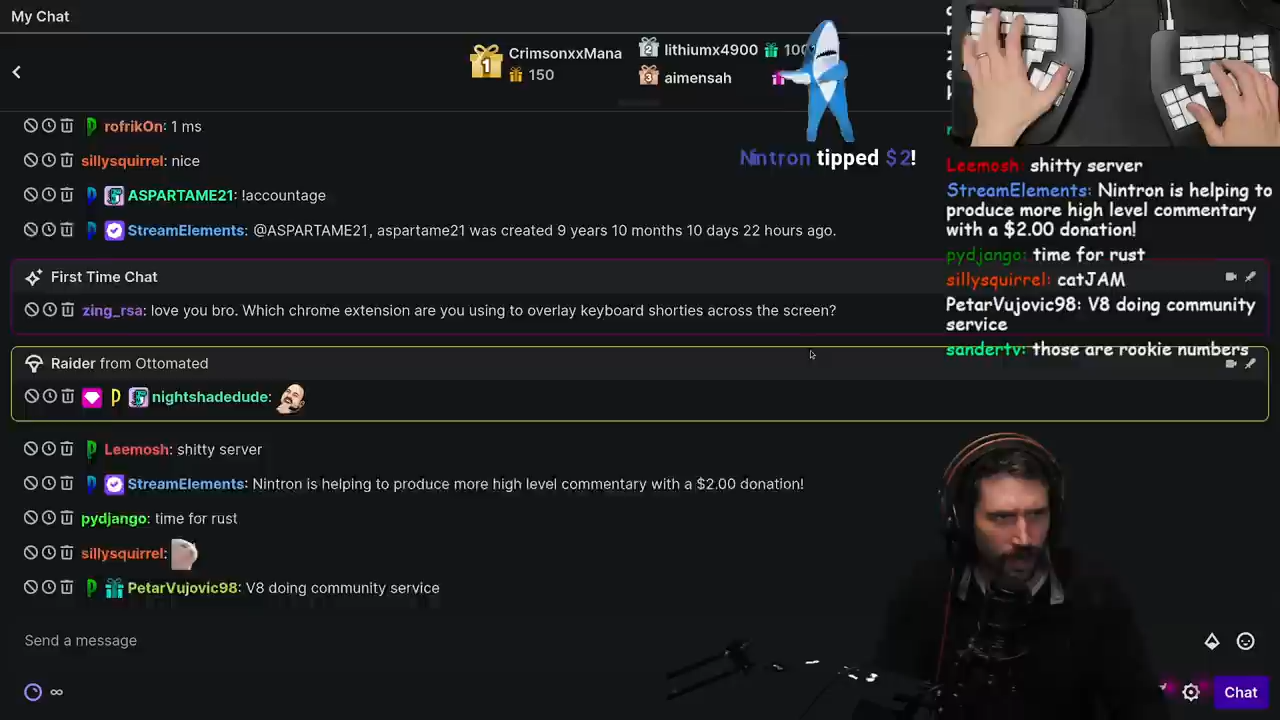 My Chat
1
CrimsonxxMana
150
2
lithiumx4900
100
3
aimensah
Nintron tipped $2!
rofrikOn: 1 ms
sillysquirrel: nice
ASPARTAME21: !accountage
StreamElements: @ASPARTAME21, aspartame21 was created 9 years 10 months 10 days 22 hours ago.
First Time Chat
zing_rsa: love you bro. Which chrome extension are you using to overlay keyboard shorties across the screen?
Raider from Ottomated
nightshadedude:
Leemosh: shitty server
StreamElements: Nintron is helping to produce more high level commentary with a $2.00 donation!
pydjango: time for rust
sillysquirrel:
PetarVujovic98: V8 doing community service
Send a message
∞
Chat
Leemosh: shitty server
StreamElements: Nintron is helping to
produce more high level commentary
with a $2.00 donation!
pydjango: time for rust
sillysquirrel: catJAM
PetarVujovic98: V8 doing community
service
sandertv: those are rookie numbers